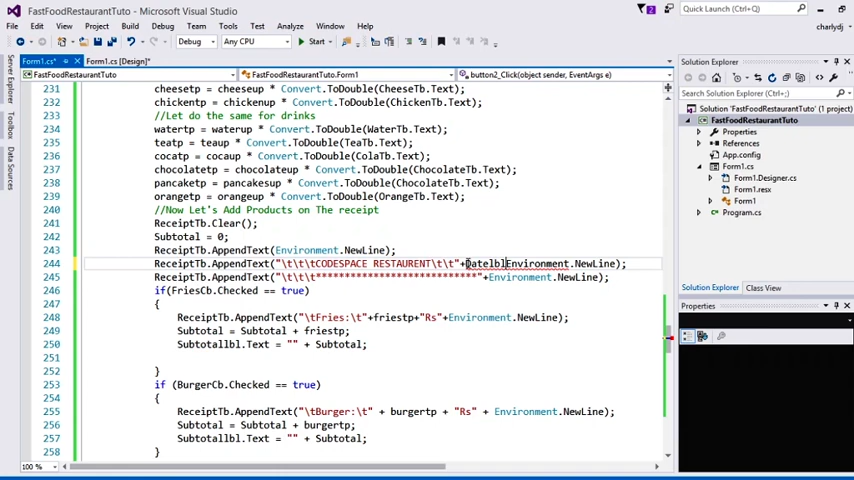 FastFoodRestaurantTuto - Microsoft Visual Studio
2
Quick Launch (Ctrl+Q)
File Edit View Project Build Debug Team Tools Test Analyze Window Help
charlydj
Debug Any CPU Start
Form1.cs* Form1.cs [Design]*
Solution Explorer
FastFoodRestaurantTuto FastFoodRestaurantTuto.Form1 button2_Click(object sender, EventArgs e)
Server Explorer
Toolbox
Data Sources
231 cheesetp = cheeseup * Convert.ToDouble(CheeseTb.Text);
232 chickentp = chickenup * Convert.ToDouble(ChickenTb.Text);
233 //Let do the same for drinks
234 watertp = waterup * Convert.ToDouble(WaterTb.Text);
235 teatp = teaup * Convert.ToDouble(TeaTb.Text);
236 cocatp = cocaup * Convert.ToDouble(ColaTb.Text);
237 chocolatetp = chocolateup * Convert.ToDouble(ChocolateTb.Text);
238 pancaketp = pancakesup * Convert.ToDouble(ChocolateTb.Text);
239 orangetp = orangeup * Convert.ToDouble(OrangeTb.Text);
240 //Now Let's Add Products on The receipt
241 ReceiptTb.Clear();
242 Subtotal = 0;
243 ReceiptTb.AppendText(Environment.NewLine);
244 ReceiptTb.AppendText("\t\t\tCODESPACE RESTAURENT\t\t"+DatelblEnvironment.NewLine);
245 ReceiptTb.AppendText("\t\t\t****************************"+Environment.NewLine);
246 if(FriesCb.Checked == true)
247 {
248 ReceiptTb.AppendText("\tFries:\t"+friestp+"Rs"+Environment.NewLine);
249 Subtotal = Subtotal + friestp;
250 Subtotallbl.Text = "" + Subtotal;
251
252 }
253 if (BurgerCb.Checked == true)
254 {
255 ReceiptTb.AppendText("\tBurger:\t" + burgertp + "Rs" + Environment.NewLine);
256 Subtotal = Subtotal + burgertp;
257 Subtotallbl.Text = "" + Subtotal;
258 }
100 %
Search Solution Explorer (Ctrl+;)
Solution 'FastFoodRestaurantTuto' (1 project)
FastFoodRestaurantTuto
Properties
References
App.config
Form1.cs
Form1.Designer.cs
Form1.resx
Form1
Program.cs
Solution Explorer Class View
Properties